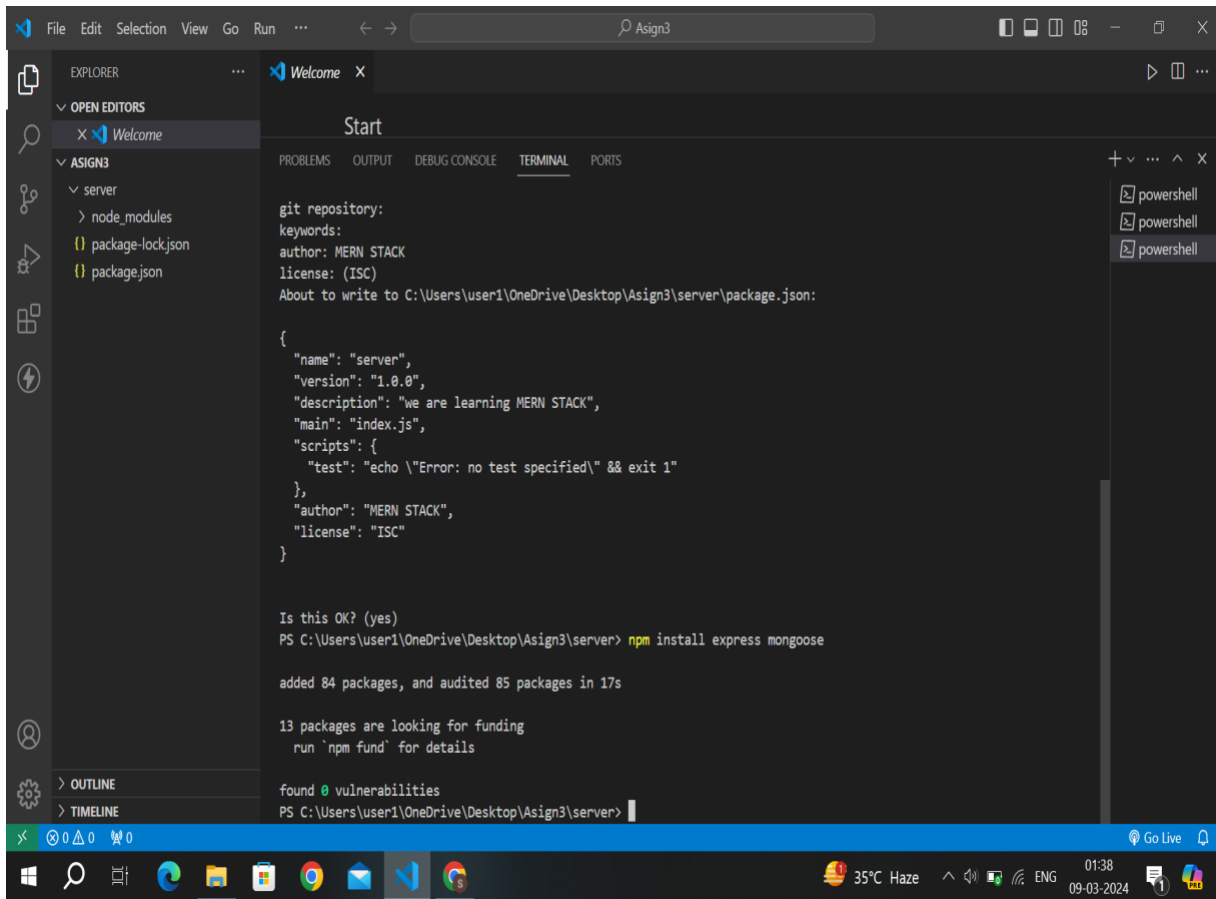 File Edit Selection View Go Run ··· Asign3
EXPLORER ···
OPEN EDITORS
Welcome
ASIGN3
server
node_modules
{} package-lock.json
{} package.json
OUTLINE
TIMELINE
Welcome
Start
PROBLEMS OUTPUT DEBUG CONSOLE TERMINAL PORTS
git repository:
keywords:
author: MERN STACK
license: (ISC)
About to write to C:\Users\user1\OneDrive\Desktop\Asign3\server\package.json:
{
"name": "server",
"version": "1.0.0",
"description": "we are learning MERN STACK",
"main": "index.js",
"scripts": {
"test": "echo \"Error: no test specified\" && exit 1"
},
"author": "MERN STACK",
"license": "ISC"
}
Is this OK? (yes)
PS C:\Users\user1\OneDrive\Desktop\Asign3\server> npm install express mongoose
added 84 packages, and audited 85 packages in 17s
13 packages are looking for funding
run `npm fund` for details
found 0 vulnerabilities
PS C:\Users\user1\OneDrive\Desktop\Asign3\server>
powershell
powershell
powershell
0 0 0 Go Live
1 35°C Haze ENG 01:38
09-03-2024 1 PRE